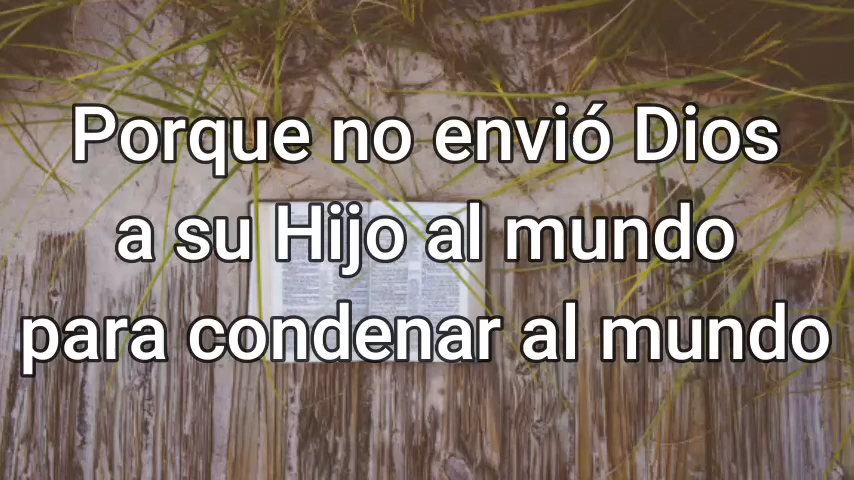 Porque no envió Dios
a su Hijo al mundo
para condenar al mundo